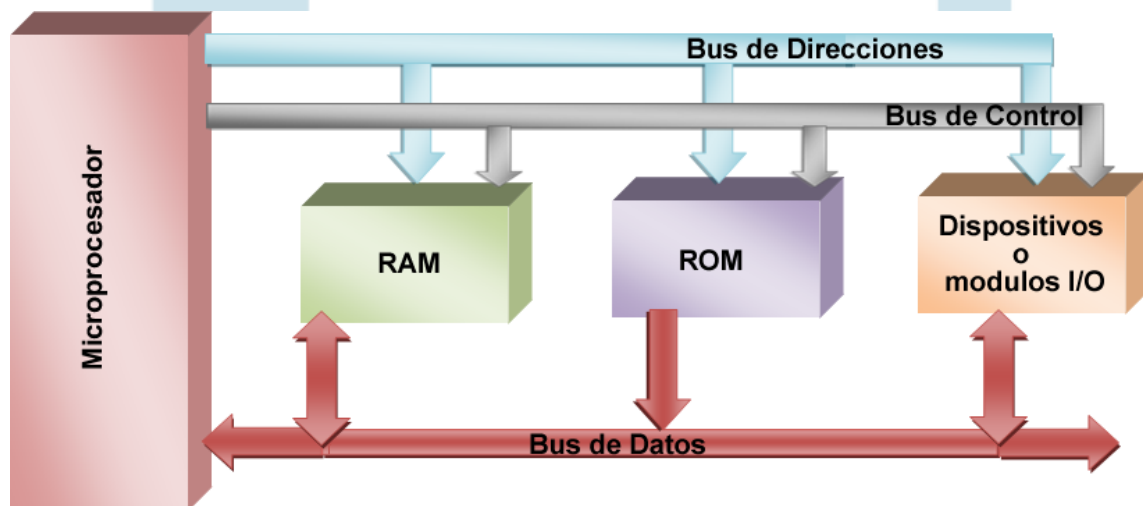 Bus de Direcciones
Bus de Control
Microprocesador
RAM
ROM
Dispositivos
o
modulos I/O
Bus de Datos